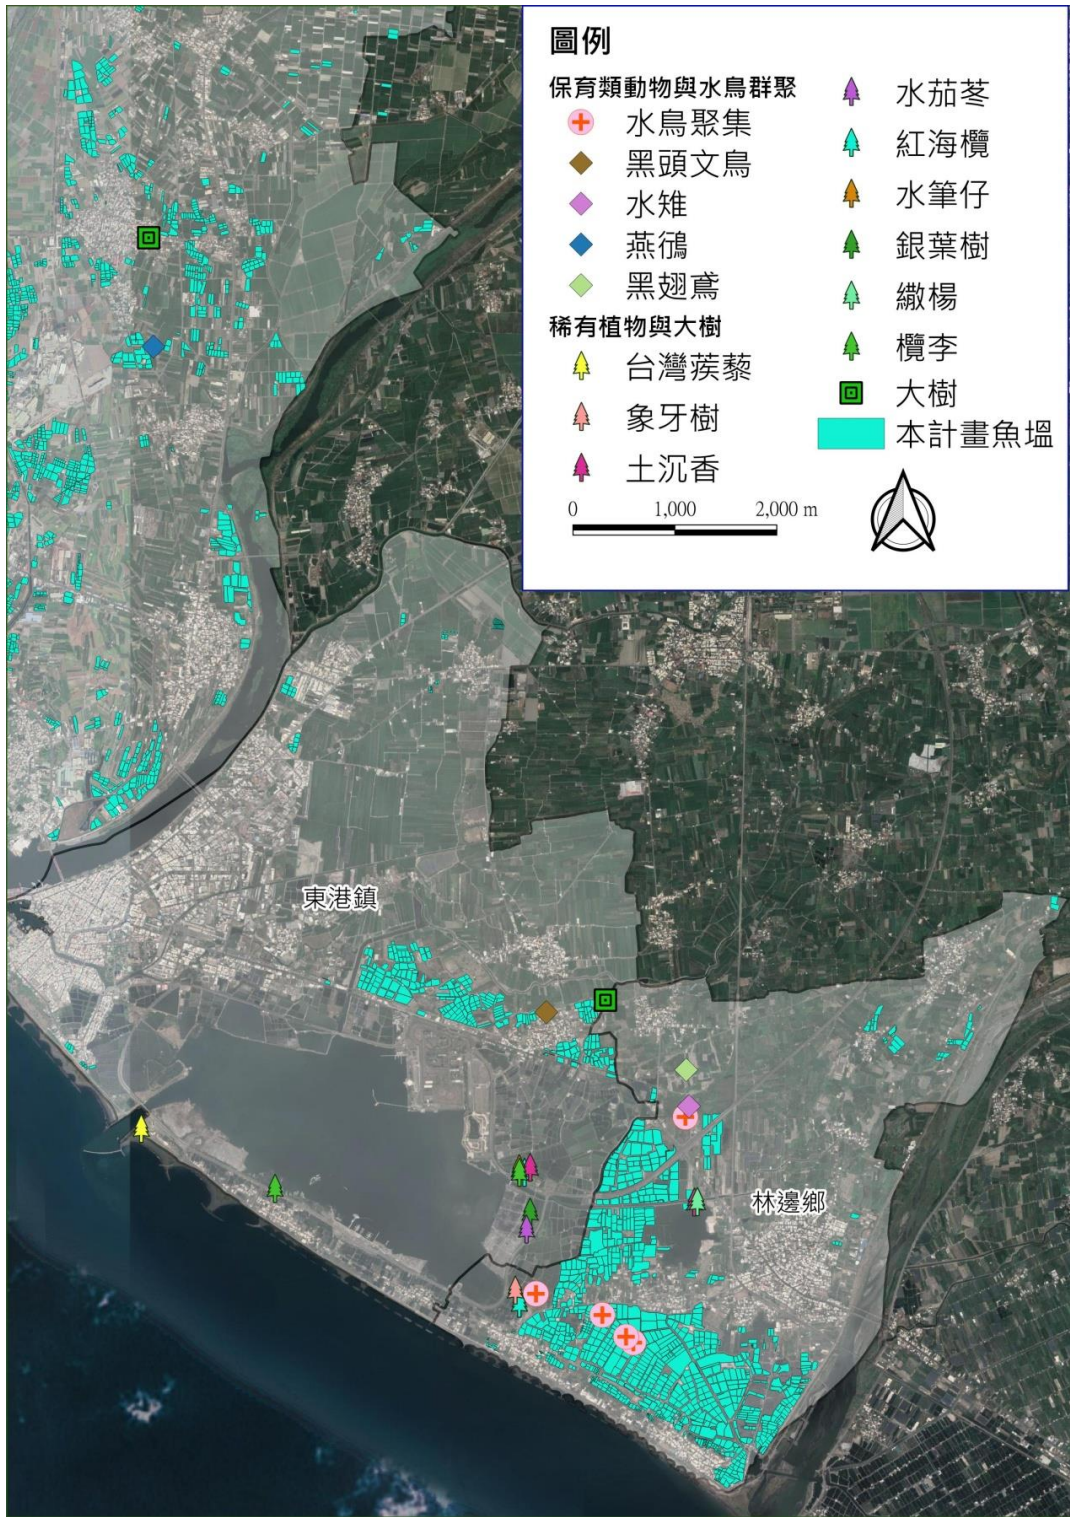 圖例
保育類動物與水鳥群聚
水鳥聚集
黑頭文鳥
水雉
燕鴴
黑翅鳶
稀有植物與大樹
台灣蒺藜
象牙樹
土沉香
水茄苳
紅海欖
水筆仔
銀葉樹
繖楊
欖李
大樹
本計畫魚塭
0 1,000 2,000 m
東港鎮
林邊鄉